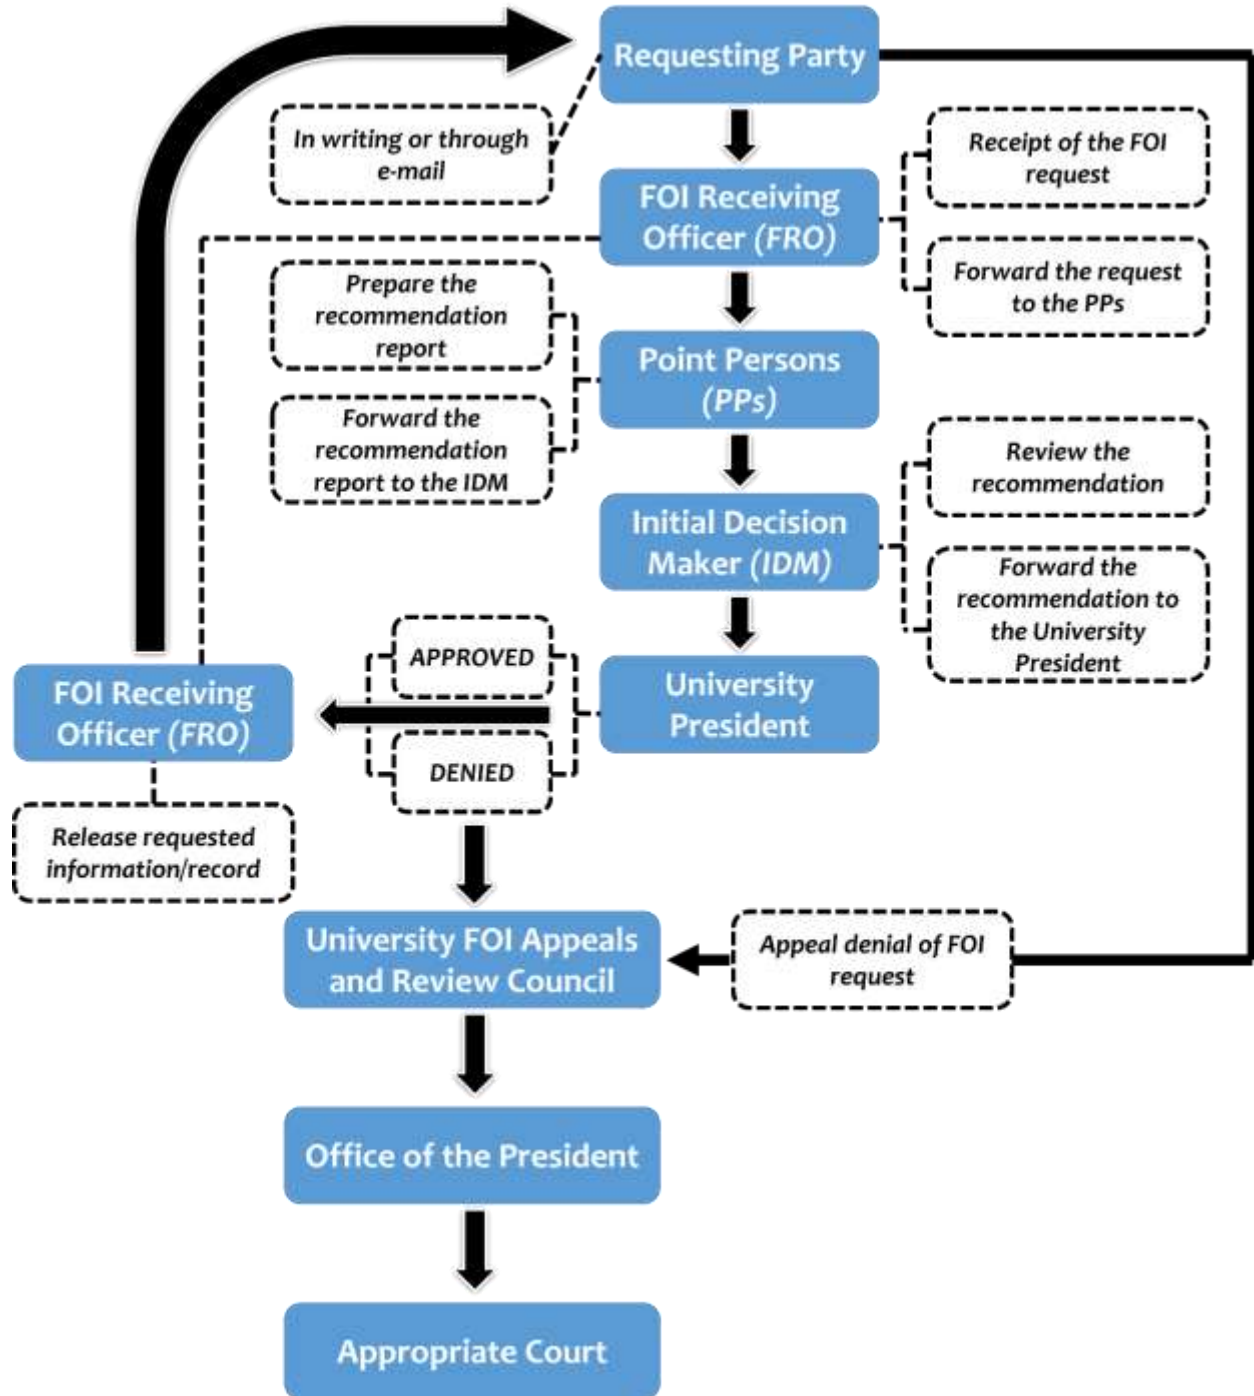 Requesting Party
In writing or through
e-mail
Receipt of the FOI
request
FOI Receiving
Officer (FRO)
Forward the request
to the PPs
Prepare the
recommendation
report
Point Persons
(PPs)
Forward the
recommendation
report to the IDM
Review the
recommendation
Initial Decision
Maker (IDM)
Forward the
recommendation to
the University
President
APPROVED
University
President
FOI Receiving
Officer (FRO)
DENIED
Release requested
information/record
University FOI Appeals
and Review Council
Appeal denial of FOI
request
Office of the President
Appropriate Court